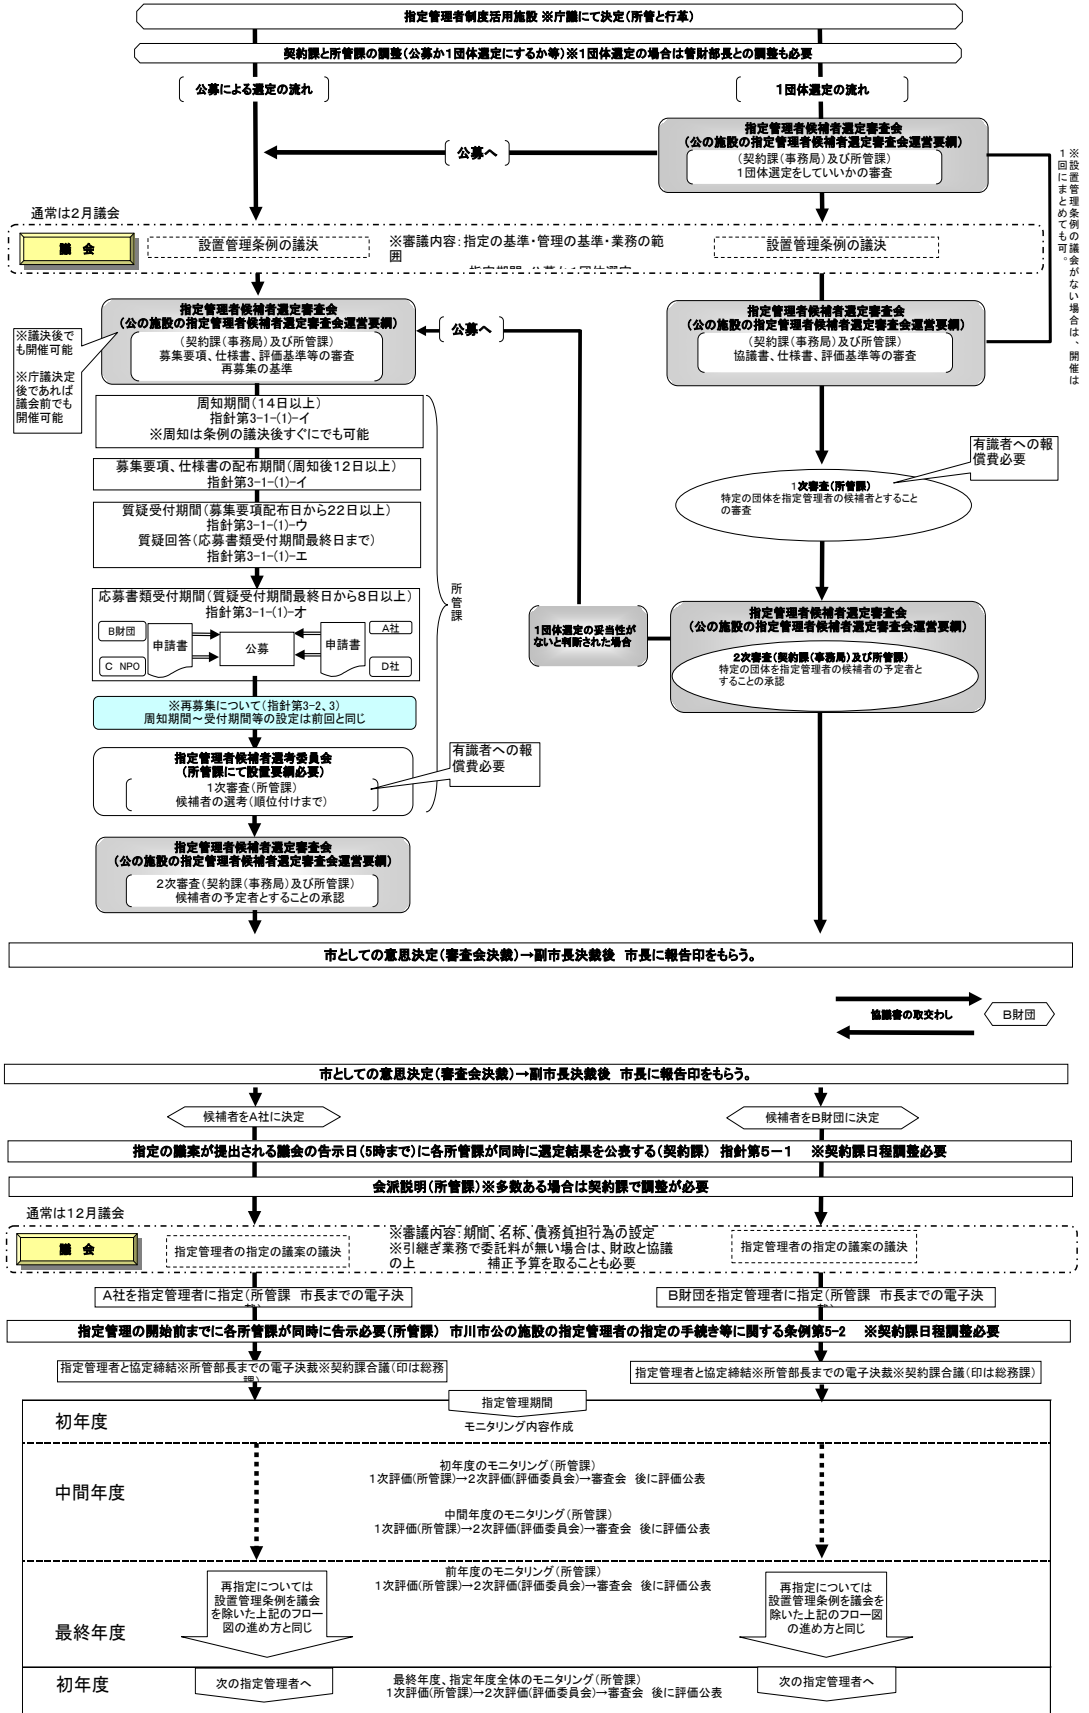 指定管理者制度活用施設 ※庁議にて決定(所管と行革)
契約課と所管課の調整(公募か1団体選定にするか等)※1団体選定の場合は管財部長との調整も必要
公募による選定の流れ
1団体選定の流れ
指定管理者候補者選定審査会
(公の施設の指定管理者候補者選定審査会運営要綱)
(契約課(事務局)及び所管課)
1団体選定をしていいかの審査
公募へ
※設置管理条例の議会がない場合は、開催は
1回にまとめても可。
通常は2月議会
議 会
設置管理条例の議決
※審議内容:指定の基準・管理の基準・業務の範
囲
設置管理条例の議決
指定管理者候補者選定審査会
(公の施設の指定管理者候補者選定審査会運営要綱)
(契約課(事務局)及び所管課)
募集要項、仕様書、評価基準等の審査
再募集の基準
※議決後で
も開催可能
※庁議決定
後であれば
議会前でも
開催可能
公募へ
指定管理者候補者選定審査会
(公の施設の指定管理者候補者選定審査会運営要綱)
(契約課(事務局)及び所管課)
協議書、仕様書、評価基準等の審査
周知期間(14日以上)
指針第3-1-(1)-イ
※周知は条例の議決後すぐにでも可能
募集要項、仕様書の配布期間(周知後12日以上)
指針第3-1-(1)-イ
質疑受付期間(募集要項配布日から22日以上)
指針第3-1-(1)-ウ
質疑回答(応募書類受付期間最終日まで)
指針第3-1-(1)-エ
応募書類受付期間(質疑受付期間最終日から8日以上)
指針第3-1-(1)-オ
B財団
C NPO
申請書
公募
申請書
A社
D社
所管課
有識者への報
償費必要
1次審査(所管課)
特定の団体を指定管理者の候補者とすること
の審査
1団体選定の妥当性が
ないと判断された場合
指定管理者候補者選定審査会
(公の施設の指定管理者候補者選定審査会運営要綱)
2次審査(契約課(事務局)及び所管課)
特定の団体を指定管理者の候補者の予定者と
することの承認
※再募集について(指針第3-2、3)
周知期間～受付期間等の設定は前回と同じ
指定管理者候補者選考委員会
(所管課にて設置要綱必要)
1次審査(所管課)
候補者の選考(順位付けまで)
有識者への報
償費必要
指定管理者候補者選定審査会
(公の施設の指定管理者候補者選定審査会運営要綱)
2次審査(契約課(事務局)及び所管課)
候補者の予定者とすることの承認
市としての意思決定(審査会決裁)→副市長決裁後 市長に報告印をもらう。
協議書の取交わし
B財団
市としての意思決定(審査会決裁)→副市長決裁後 市長に報告印をもらう。
候補者をA社に決定
候補者をB財団に決定
指定の議案が提出される議会の告示日(5時まで)に各所管課が同時に選定結果を公表する(契約課) 指針第5-1 ※契約課日程調整必要
会派説明(所管課)※多数ある場合は契約課で調整が必要
通常は12月議会
議 会
指定管理者の指定の議案の議決
※審議内容:期間、名称、債務負担行為の設定
※引継ぎ業務で委託料が無い場合は、財政と協議
の上 補正予算を取ることも必要
指定管理者の指定の議案の議決
A社を指定管理者に指定(所管課 市長までの電子決
B財団を指定管理者に指定(所管課 市長までの電子決
指定管理の開始前までに各所管課が同時に告示必要(所管課) 市川市公の施設の指定管理者の指定の手続き等に関する条例第5-2 ※契約課日程調整必要
指定管理者と協定締結※所管部長までの電子決裁※契約課合議(印は総務
課)
指定管理者と協定締結※所管部長までの電子決裁※契約課合議(印は総務課)
指定管理期間
初年度
モニタリング内容作成
中間年度
初年度のモニタリング(所管課)
1次評価(所管課)→2次評価(評価委員会)→審査会 後に評価公表
中間年度のモニタリング(所管課)
1次評価(所管課)→2次評価(評価委員会)→審査会 後に評価公表
前年度のモニタリング(所管課)
1次評価(所管課)→2次評価(評価委員会)→審査会 後に評価公表
最終年度
再指定については
設置管理条例を議会
を除いた上記のフロー
図の進め方と同じ
再指定については
設置管理条例を議会
を除いた上記のフロー
図の進め方と同じ
初年度
次の指定管理者へ
最終年度、指定年度全体のモニタリング(所管課)
1次評価(所管課)→2次評価(評価委員会)→審査会 後に評価公表
次の指定管理者へ